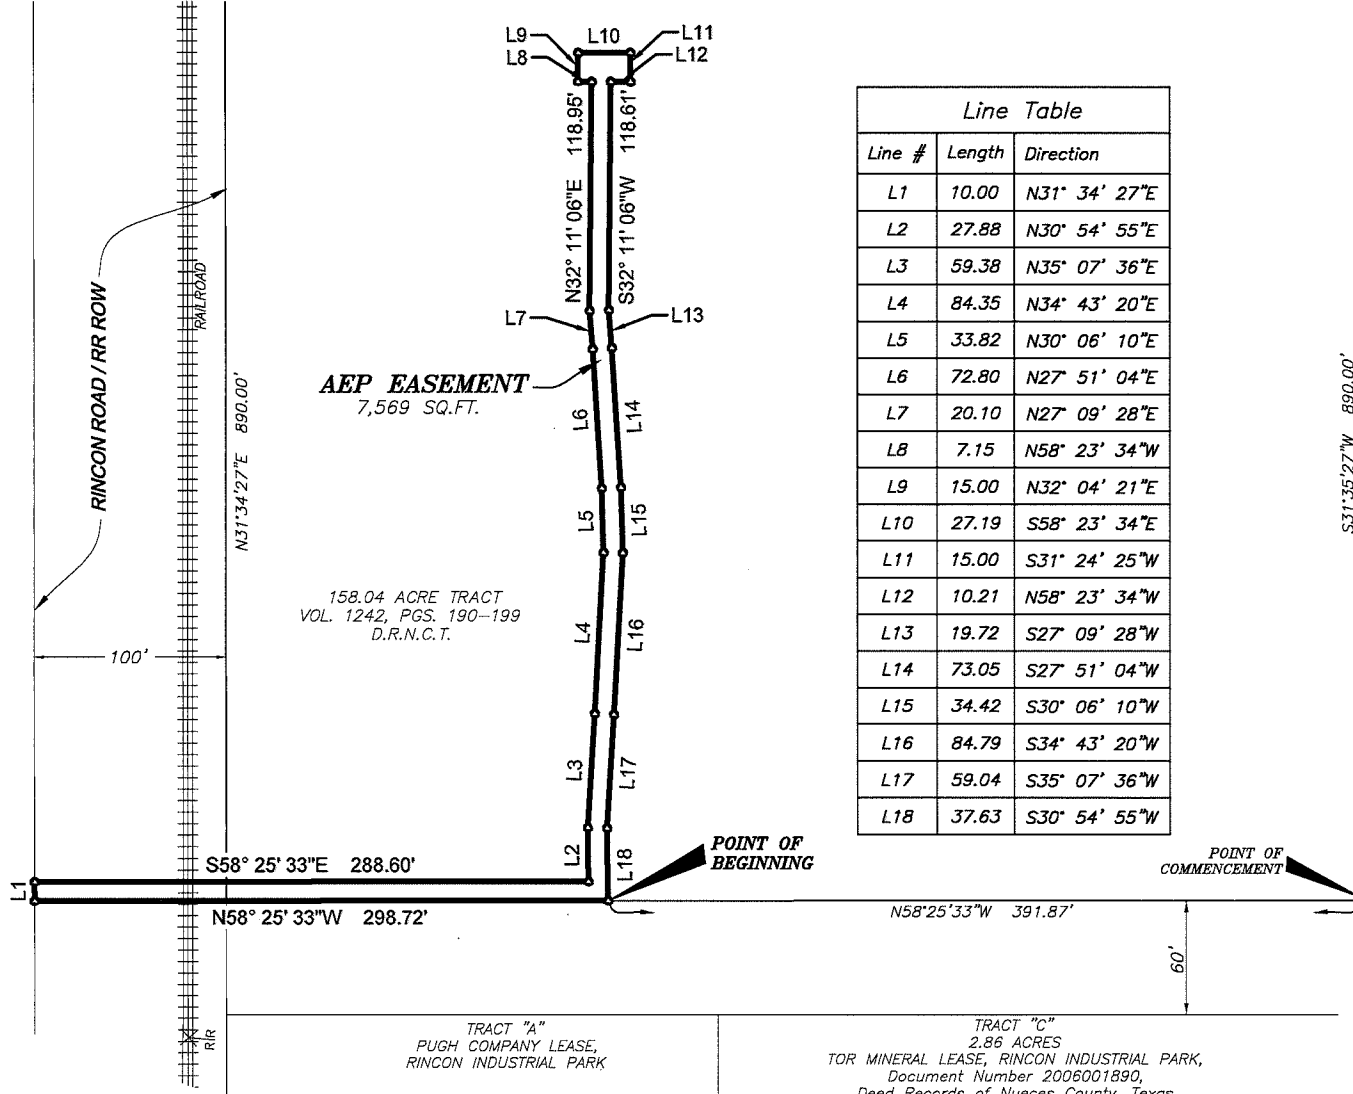 L9
L10
L11
L8
L12
N32° 11' 06"E 118.95'
S32° 11' 06"W 118.61'
L7
L13
AEP EASEMENT
7,569 SQ.FT.
L6
L14
L5
L15
L4
L16
L3
L17
L2
L18
L1
RINCON ROAD / RR ROW
RAILROAD
N31°34'27"E 890.00'
158.04 ACRE TRACT
VOL. 1242, PGS. 190-199
D.R.N.C.T.
100'
S58° 25' 33"E 288.60'
N58° 25' 33"W 298.72'
POINT OF
BEGINNING
Line Table
Line # Length Direction
L1 10.00 N31° 34' 27"E
L2 27.88 N30° 54' 55"E
L3 59.38 N35° 07' 36"E
L4 84.35 N34° 43' 20"E
L5 33.82 N30° 06' 10"E
L6 72.80 N27° 51' 04"E
L7 20.10 N27° 09' 28"E
L8 7.15 N58° 23' 34"W
L9 15.00 N32° 04' 21"E
L10 27.19 S58° 23' 34"E
L11 15.00 S31° 24' 25"W
L12 10.21 N58° 23' 34"W
L13 19.72 S27° 09' 28"W
L14 73.05 S27° 51' 04"W
L15 34.42 S30° 06' 10"W
L16 84.79 S34° 43' 20"W
L17 59.04 S35° 07' 36"W
L18 37.63 S30° 54' 55"W
S31°35'27"W 890.00'
POINT OF
COMMENCEMENT
N58°25'33"W 391.87'
60'
R/R
TRACT "A"
PUGH COMPANY LEASE,
RINCON INDUSTRIAL PARK
TRACT "C"
2.86 ACRES
TOR MINERAL LEASE, RINCON INDUSTRIAL PARK,
Document Number 2006001890,
Deed Records of Nueces County, Texas